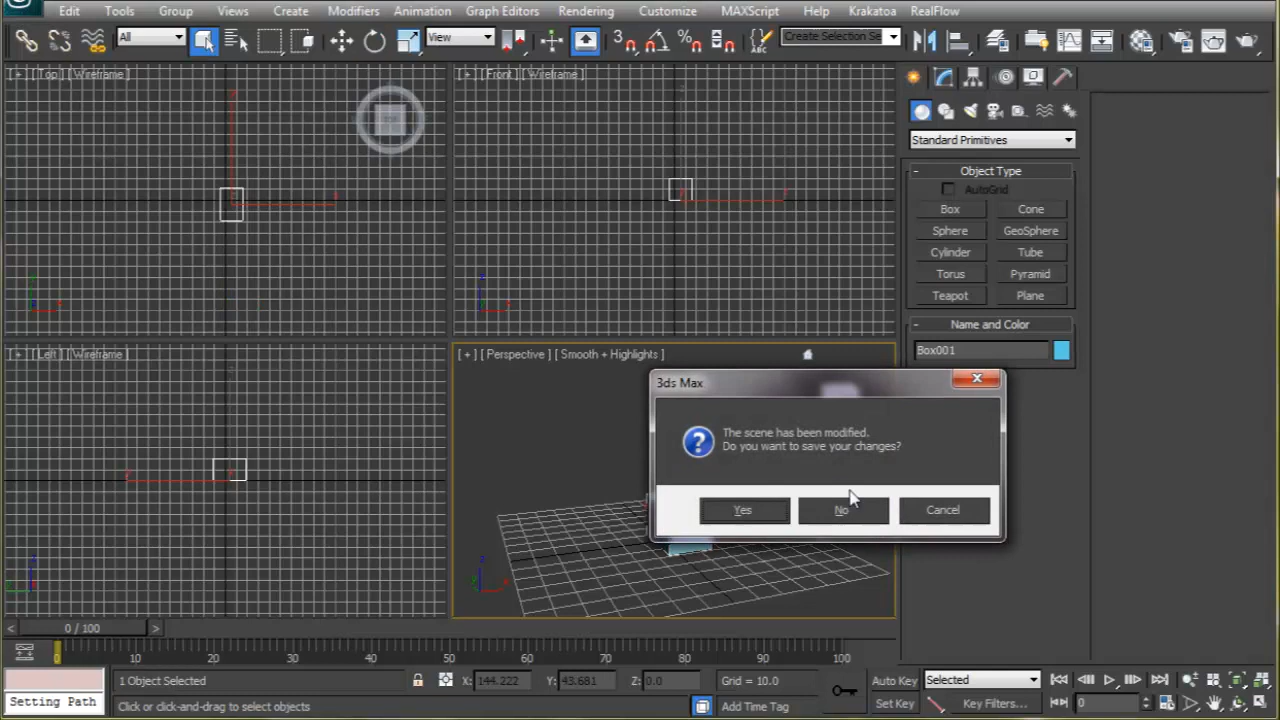 Edit Tools Group Views Create Modifiers Animation Graph Editors Rendering Customize MAXScript Help Krakatoa RealFlow
All View 3 % ABC Create Selection Se
[ + ] [ Top ] [ Wireframe ]
[ + ] [ Front ] [ Wireframe ]
Standard Primitives
- Object Type
AutoGrid
Box Cone
Sphere GeoSphere
Cylinder Tube
Torus Pyramid
Teapot Plane
- Name and Color
Box001
[ + ] [ Left ] [ Wireframe ]
[ + ] [ Perspective ] [ Smooth + Highlights ]
3ds Max
The scene has been modified.
Do you want to save your changes?
Yes No Cancel
< 0 / 100 >
0 10 20 30 40 50 60 70 80 90 100
1 Object Selected X: 144.222 Y: 43.681 Z: 0.0 Grid = 10.0 Auto Key Selected
Setting Path Click or click-and-drag to select objects Add Time Tag Set Key Key Filters... 0